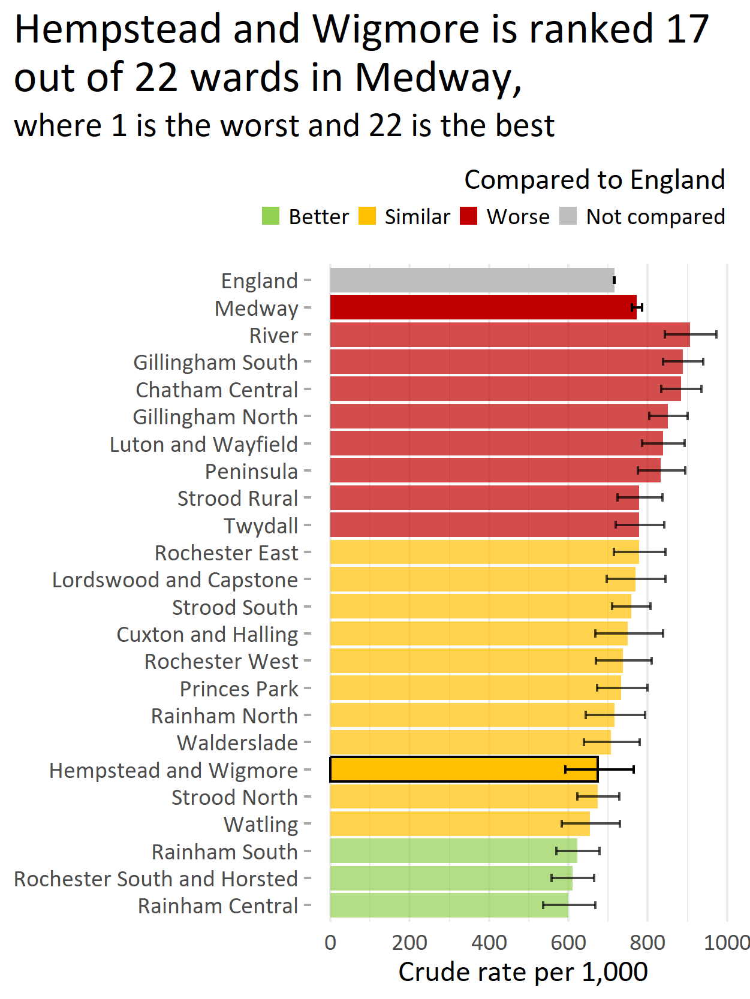 Hempstead and Wigmore is ranked 17
out of 22 wards in Medway,
where 1 is the worst and 22 is the best
Compared to England
Better Similar Worse Not compared
England
Medway
River
Gillingham South
Chatham Central
Gillingham North
Luton and Wayfield
Peninsula
Strood Rural
Twydall
Rochester East
Lordswood and Capstone
Strood South
Cuxton and Halling
Rochester West
Princes Park
Rainham North
Walderslade
Hempstead and Wigmore
Strood North
Watling
Rainham South
Rochester South and Horsted
Rainham Central
0 200 400 600 800 1000
Crude rate per 1,000